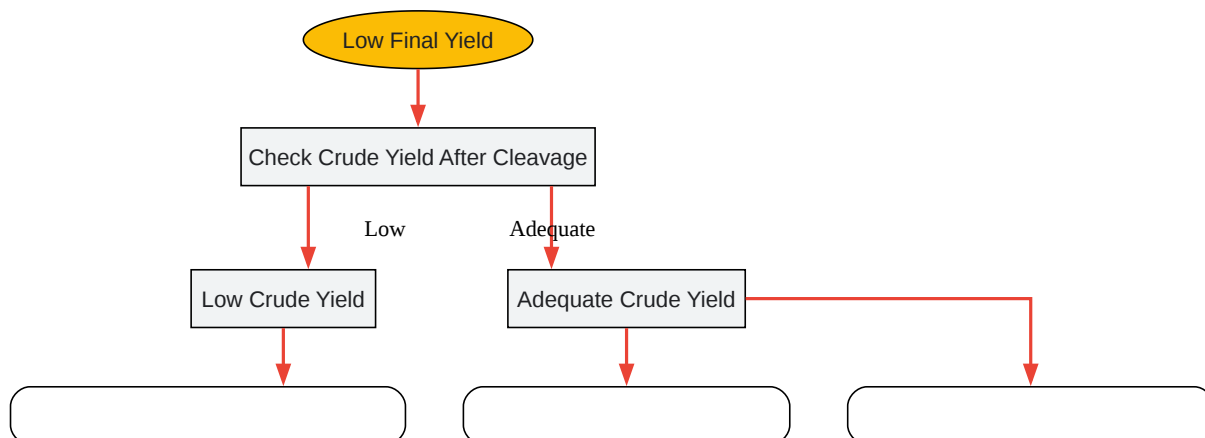 Low Final Yield
Check Crude Yield After Cleavage
Low
Adequate
Low Crude Yield
Adequate Crude Yield